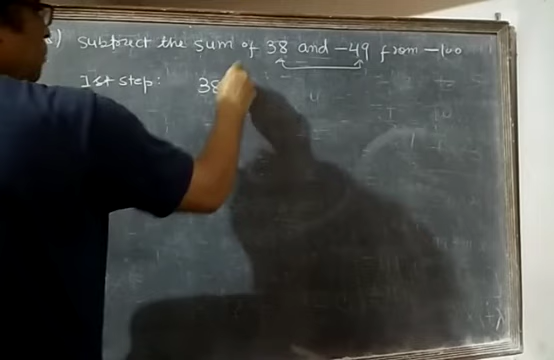 ) Subtract the sum of 38 and -49 from -100
1st step: 38